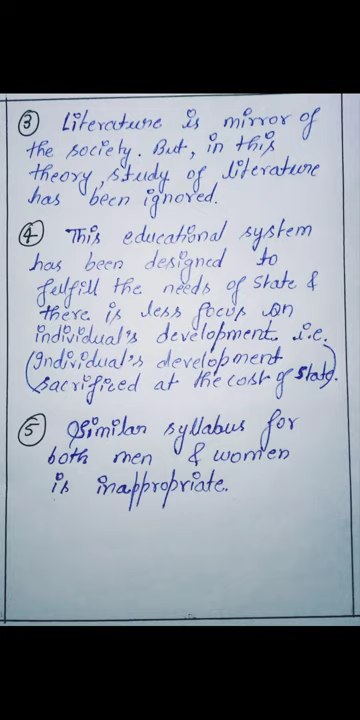 ③ Literature is mirror of
the society. But, in this
theory, study of literature
has been ignored.
④ This educational system
has been designed to
fulfill the needs of State &
there is less focus on
individual's development. i.e.
(Individual's development
sacrificed at the cost of State).
⑤ Similar syllabus for
both men & women
is inappropriate.